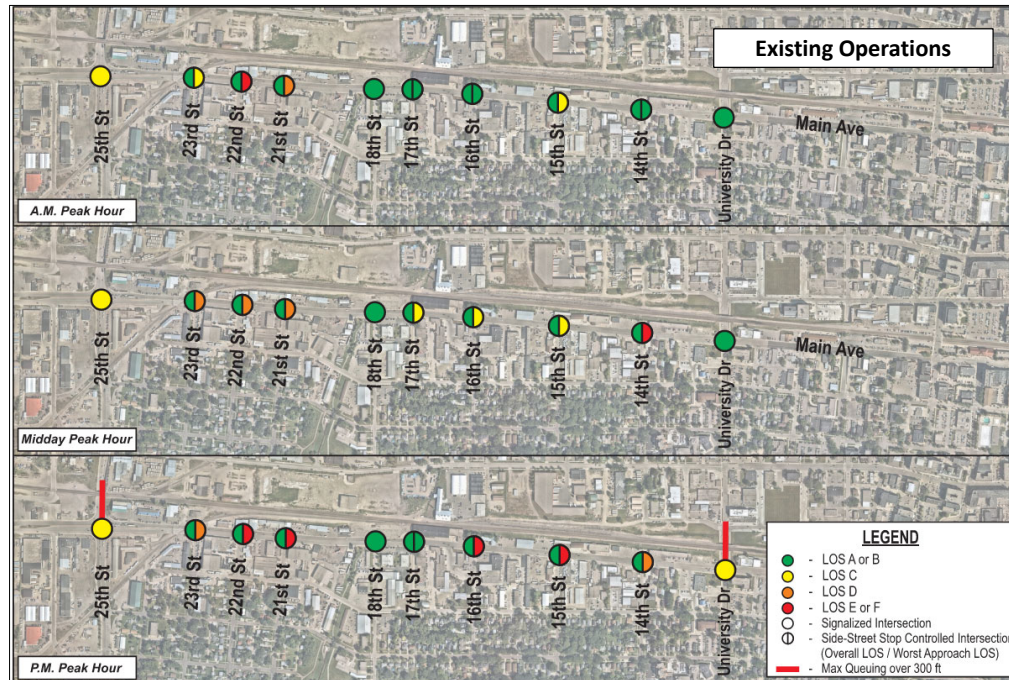 Existing Operations
25th St
23rd St
22nd St
21st St
18th St
17th St
16th St
15th St
14th St
University Dr
Main Ave
A.M. Peak Hour
25th St
23rd St
22nd St
21st St
18th St
17th St
16th St
15th St
14th St
University Dr
Main Ave
Midday Peak Hour
25th St
23rd St
22nd St
21st St
18th St
17th St
16th St
15th St
14th St
University Dr
P.M. Peak Hour
LEGEND
- LOS A or B
- LOS C
- LOS D
- LOS E or F
- Signalized Intersection
- Side-Street Stop Controlled Intersection
(Overall LOS / Worst Approach LOS)
- Max Queuing over 300 ft